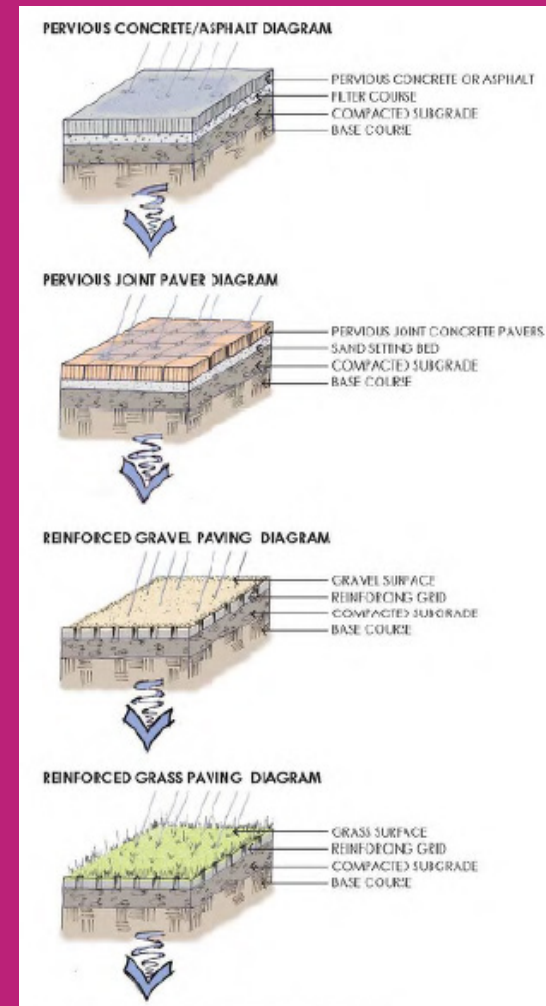 PERVIOUS CONCRETE/ASPHALT DIAGRAM
PERVIOUS CONCRETE OR ASPHALT
FILTER COURSE
COMPACTED SUBGRADE
BASE COURSE
PERVIOUS JOINT PAVER DIAGRAM
PERVIOUS JOINT CONCRETE PAVERS
SAND SETTING BED
COMPACTED SUBGRADE
BASE COURSE
REINFORCED GRAVEL PAVING DIAGRAM
GRAVEL SURFACE
REINFORCING GRID
COMPACTED SUBGRADE
BASE COURSE
REINFORCED GRASS PAVING DIAGRAM
GRASS SURFACE
REINFORCING GRID
COMPACTED SUBGRADE
BASE COURSE